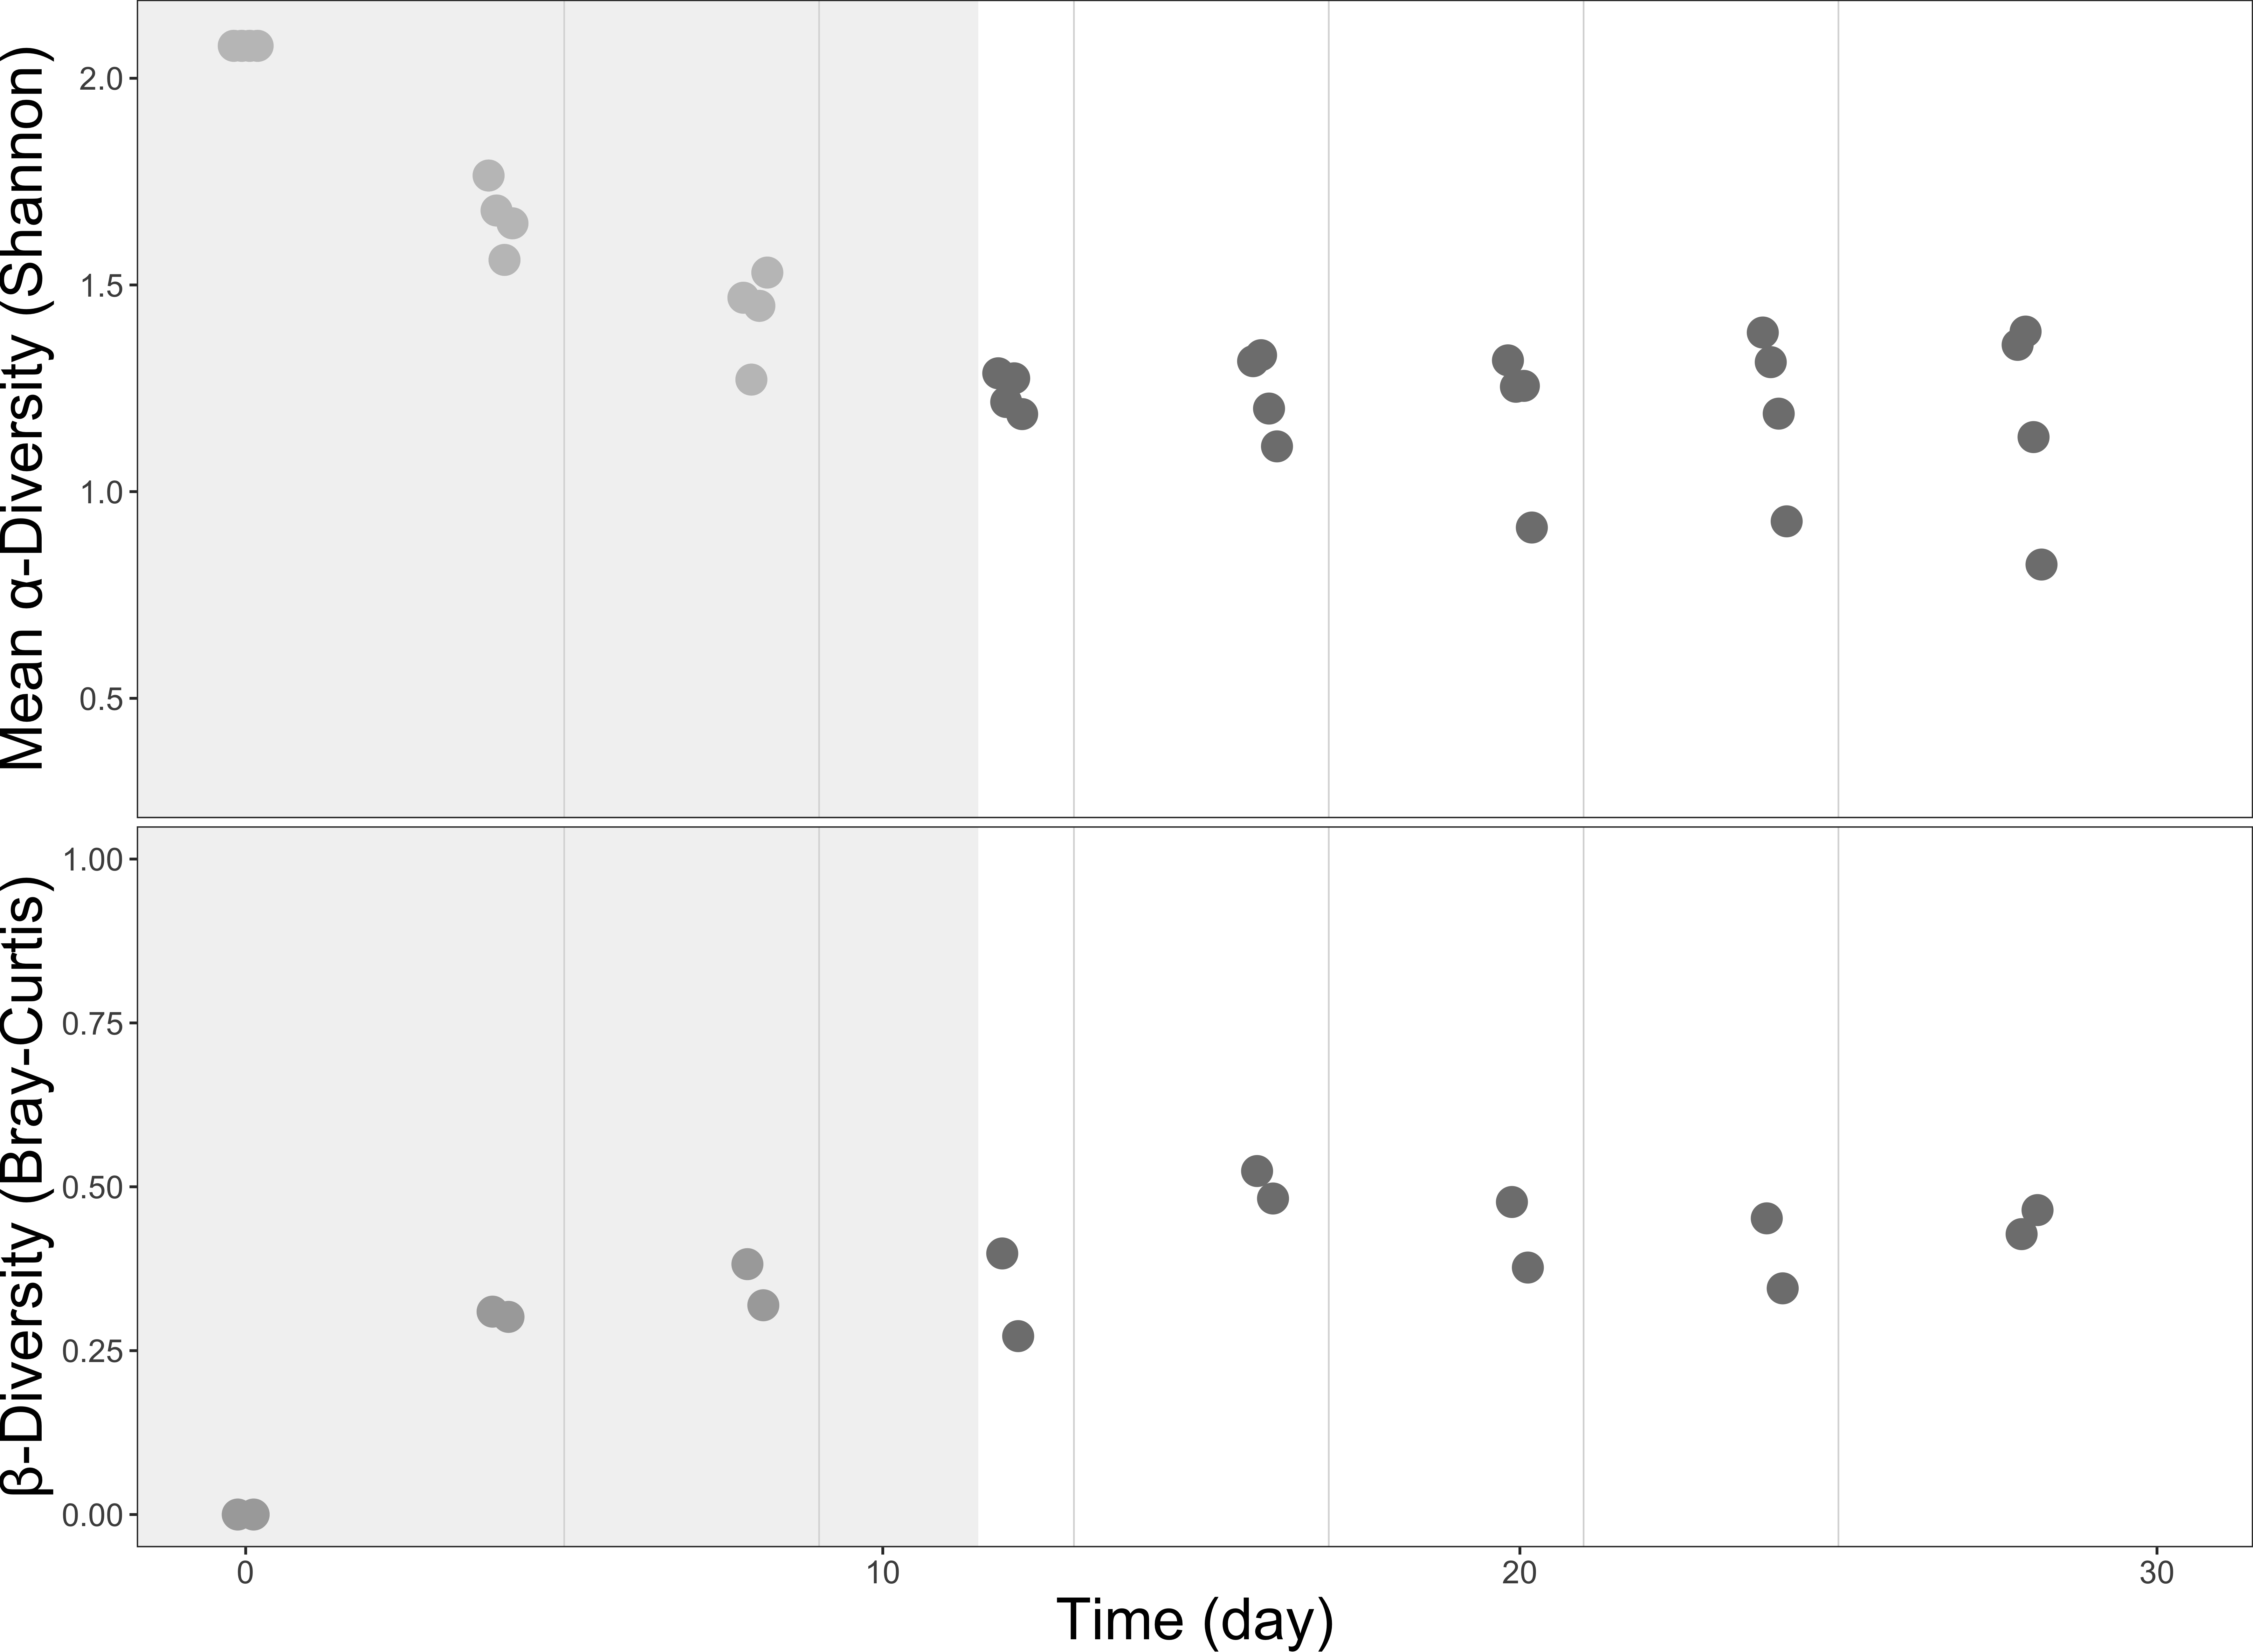 Mean α-Diversity (Shannon)
2.0
1.5
1.0
0.5
β-Diversity (Bray-Curtis)
1.00
0.75
0.50
0.25
0.00
0 10 20 30
Time (day)